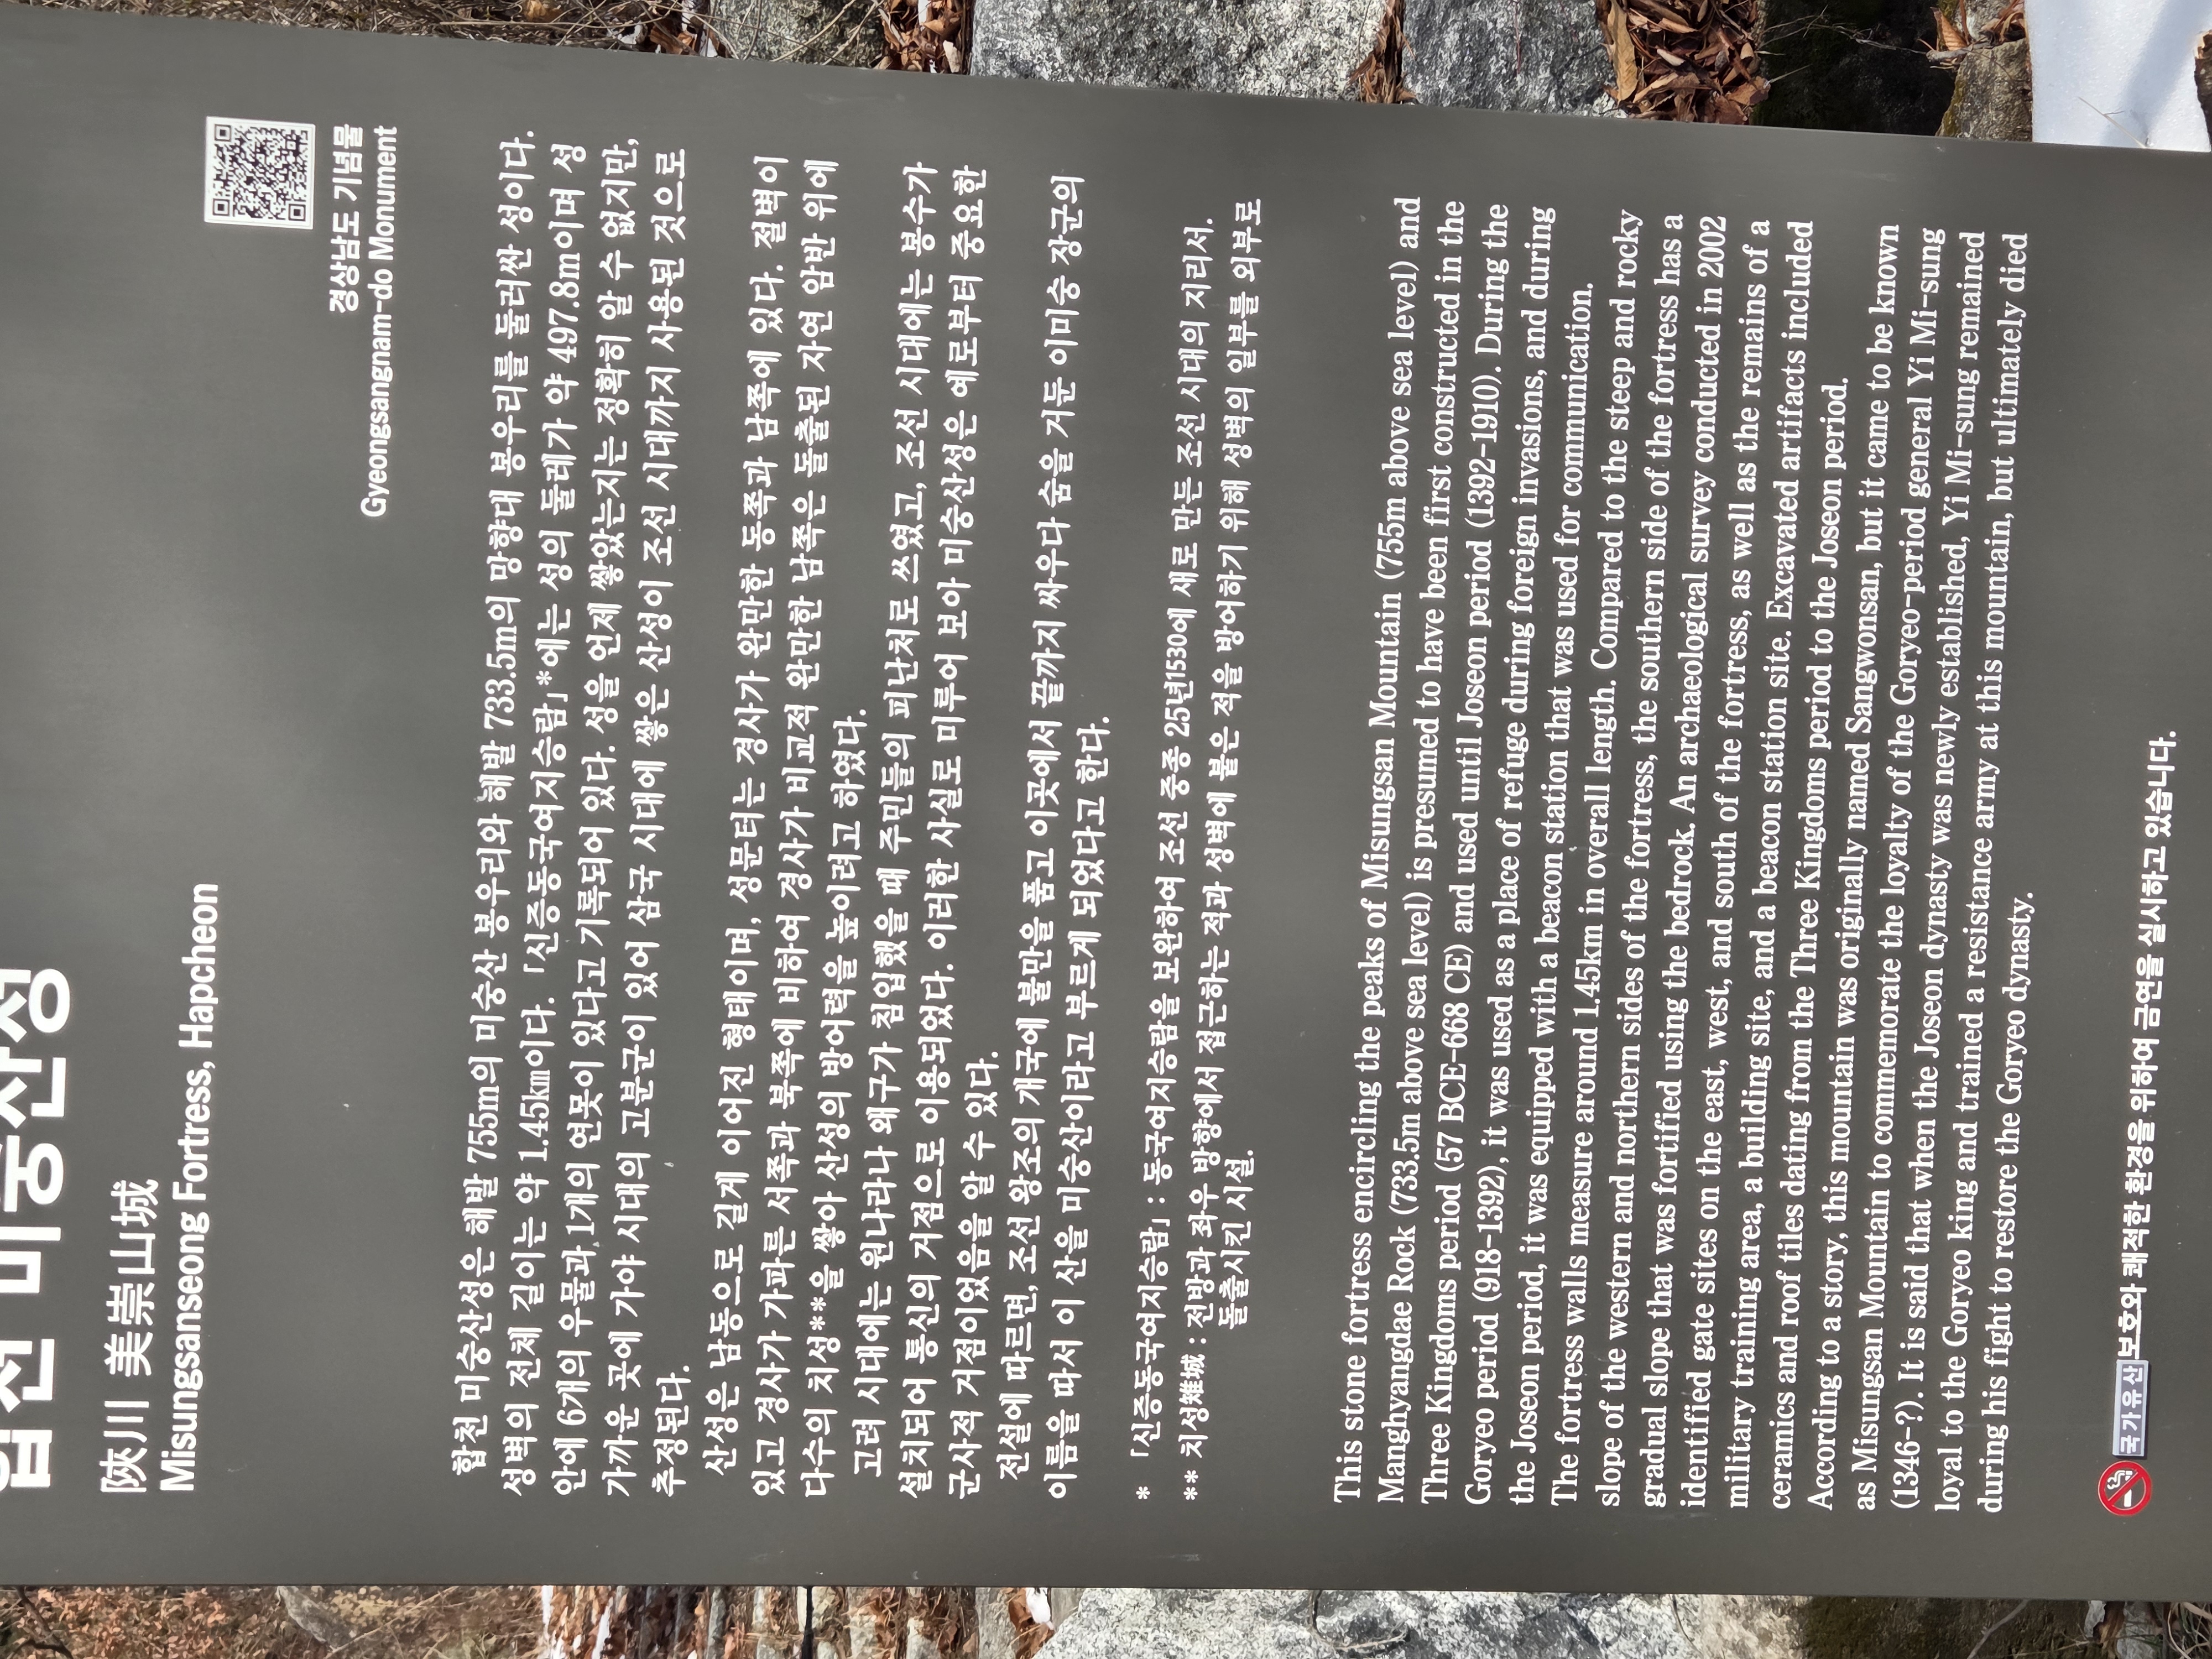 합천 미숭산성
陜川 美崇山城
Misungsanseong Fortress, Hapcheon
경상남도 기념물
Gyeongsangnam-do Monument
합천 미숭산성은 해발 755m의 미숭산 봉우리와 해발 733.5m의 망향대 봉우리를 둘러싼 성이다.
성벽의 전체 길이는 약 1.45㎞이다. 「신증동국여지승람」*에는 성의 둘레가 약 497.8m이며 성
안에 6개의 우물과 1개의 연못이 있다고 기록되어 있다. 성을 언제 쌓았는지는 정확히 알 수 없지만,
가까운 곳에 가야 시대의 고분군이 있어 삼국 시대에 쌓은 산성이 조선 시대까지 사용된 것으로
추정된다.
산성은 남동으로 길게 이어진 형태이며, 성문터는 경사가 완만한 동쪽과 남쪽에 있다. 절벽이
있고 경사가 가파른 서쪽과 북쪽에 비하여 경사가 비교적 완만한 남쪽은 돌출된 자연 암반 위에
다수의 치성**을 쌓아 산성의 방어력을 높이려고 하였다.
고려 시대에는 원나라나 왜구가 침입했을 때 주민들의 피난처로 쓰였고, 조선 시대에는 봉수가
설치되어 통신의 거점으로 이용되었다. 이러한 사실로 미루어 보아 미숭산성은 예로부터 중요한
군사적 거점이었음을 알 수 있다.
전설에 따르면, 조선 왕조의 개국에 불만을 품고 이곳에서 끝까지 싸우다 숨을 거둔 이미숭 장군의
이름을 따서 이 산을 미숭산이라고 부르게 되었다고 한다.
* 「신증동국여지승람」 : 동국여지승람을 보완하여 조선 중종 25년1530에 새로 만든 조선 시대의 지리서.
** 치성雉城 : 전방과 좌우 방향에서 접근하는 적과 성벽에 붙은 적을 방어하기 위해 성벽의 일부를 외부로
돌출시킨 시설.
This stone fortress encircling the peaks of Misungsan Mountain (755m above sea level) and
Manghyangdae Rock (733.5m above sea level) is presumed to have been first constructed in the
Three Kingdoms period (57 BCE-668 CE) and used until Joseon period (1392-1910). During the
Goryeo period (918-1392), it was used as a place of refuge during foreign invasions, and during
the Joseon period, it was equipped with a beacon station that was used for communication.
The fortress walls measure around 1.45km in overall length. Compared to the steep and rocky
slope of the western and northern sides of the fortress, the southern side of the fortress has a
gradual slope that was fortified using the bedrock. An archaeological survey conducted in 2002
identified gate sites on the east, west, and south of the fortress, as well as the remains of a
military training area, a building site, and a beacon station site. Excavated artifacts included
ceramics and roof tiles dating from the Three Kingdoms period to the Joseon period.
According to a story, this mountain was originally named Sangwonsan, but it came to be known
as Misungsan Mountain to commemorate the loyalty of the Goryeo-period general Yi Mi-sung
(1346-?). It is said that when the Joseon dynasty was newly established, Yi Mi-sung remained
loyal to the Goryeo king and trained a resistance army at this mountain, but ultimately died
during his fight to restore the Goryeo dynasty.
국가유산 보호와 쾌적한 환경을 위하여 금연을 실시하고 있습니다.